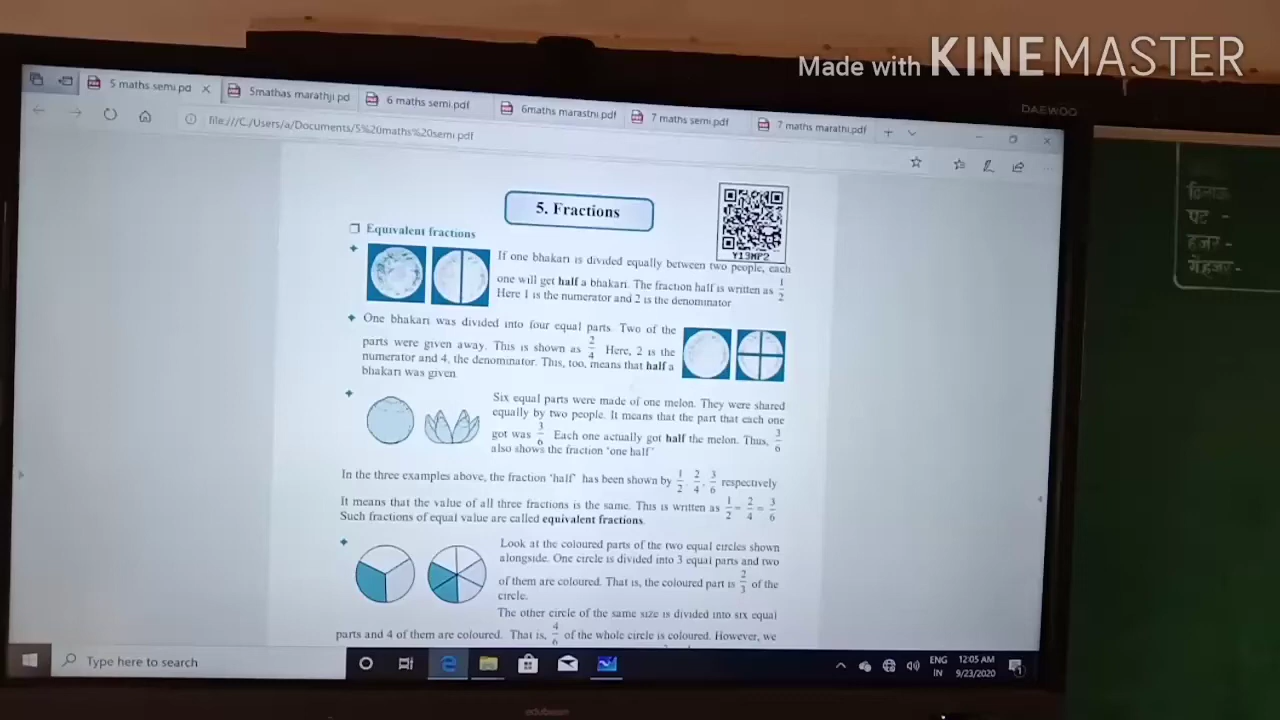 Made with KINEMASTER
DAEWOO
5 maths semi.pd
5mathas marathji pd
6 maths semi.pdf
6maths marastni pdf
7 maths semi.pdf
7 maths marathi.pdf
file:///C:/Users/a/Documents/5%20maths%20semi.pdf
5. Fractions
Y19MP2
Equivalent fractions
If one bhakari is divided equally between two people, each
one will get half a bhakari. The fraction half is written as 1/2
Here 1 is the numerator and 2 is the denominator
One bhakari was divided into four equal parts. Two of the
parts were given away. This is shown as 2/4 Here, 2 is the
numerator and 4, the denominator. This, too, means that half a
bhakari was given.
Six equal parts were made of one melon. They were shared
equally by two people. It means that the part that each one
got was 3/6 Each one actually got half the melon. Thus, 3/6
also shows the fraction 'one half'
In the three examples above, the fraction 'half' has been shown by 1/2, 2/4, 3/6 respectively
It means that the value of all three fractions is the same. This is written as 1/2 = 2/4 = 3/6
Such fractions of equal value are called equivalent fractions.
Look at the coloured parts of the two equal circles shown
alongside. One circle is divided into 3 equal parts and two
of them are coloured. That is, the coloured part is 2/3 of the
circle.
The other circle of the same size is divided into six equal
parts and 4 of them are coloured. That is, 4/6 of the whole circle is coloured. However, we
दिनांक
पट -
हजर -
गैहजर -
Type here to search
ENG
IN
12:05 AM
9/23/2020
1
edubeam